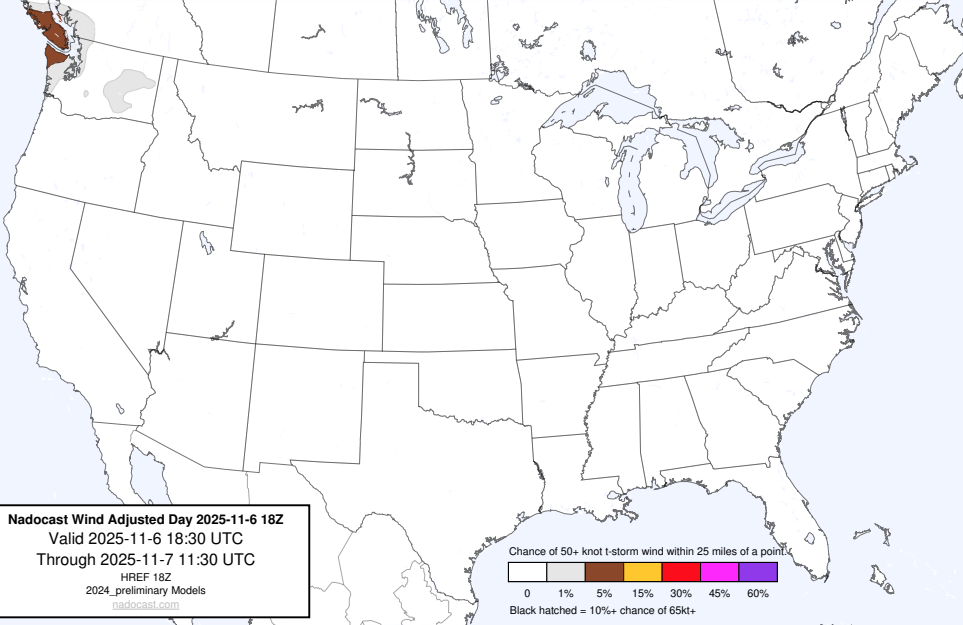 Nadocast Wind Adjusted Day 2025-11-6 18Z
Valid 2025-11-6 18:30 UTC
Through 2025-11-7 11:30 UTC
HREF 18Z
2024_preliminary Models
nadocast.com
Chance of 50+ knot t-storm wind within 25 miles of a point.
0 1% 5% 15% 30% 45% 60%
Black hatched = 10%+ chance of 65kt+